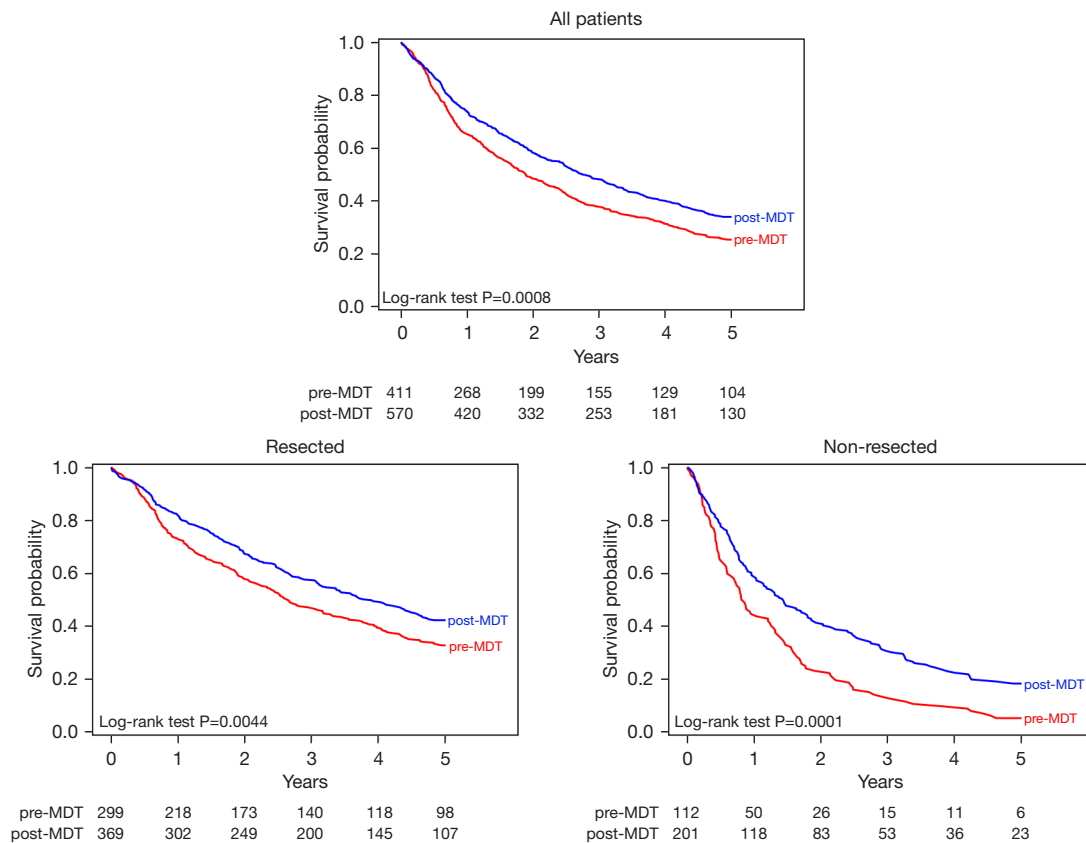 All patients
Survival probability
1.0
0.8
0.6
0.4
0.2
0.0
post-MDT
pre-MDT
Log-rank test P=0.0008
0 1 2 3 4 5
Years
pre-MDT 411 268 199 155 129 104
post-MDT 570 420 332 253 181 130
Resected
Survival probability
1.0
0.8
0.6
0.4
0.2
0.0
post-MDT
pre-MDT
Log-rank test P=0.0044
0 1 2 3 4 5
Years
pre-MDT 299 218 173 140 118 98
post-MDT 369 302 249 200 145 107
Non-resected
Survival probability
1.0
0.8
0.6
0.4
0.2
0.0
post-MDT
pre-MDT
Log-rank test P=0.0001
0 1 2 3 4 5
Years
pre-MDT 112 50 26 15 11 6
post-MDT 201 118 83 53 36 23